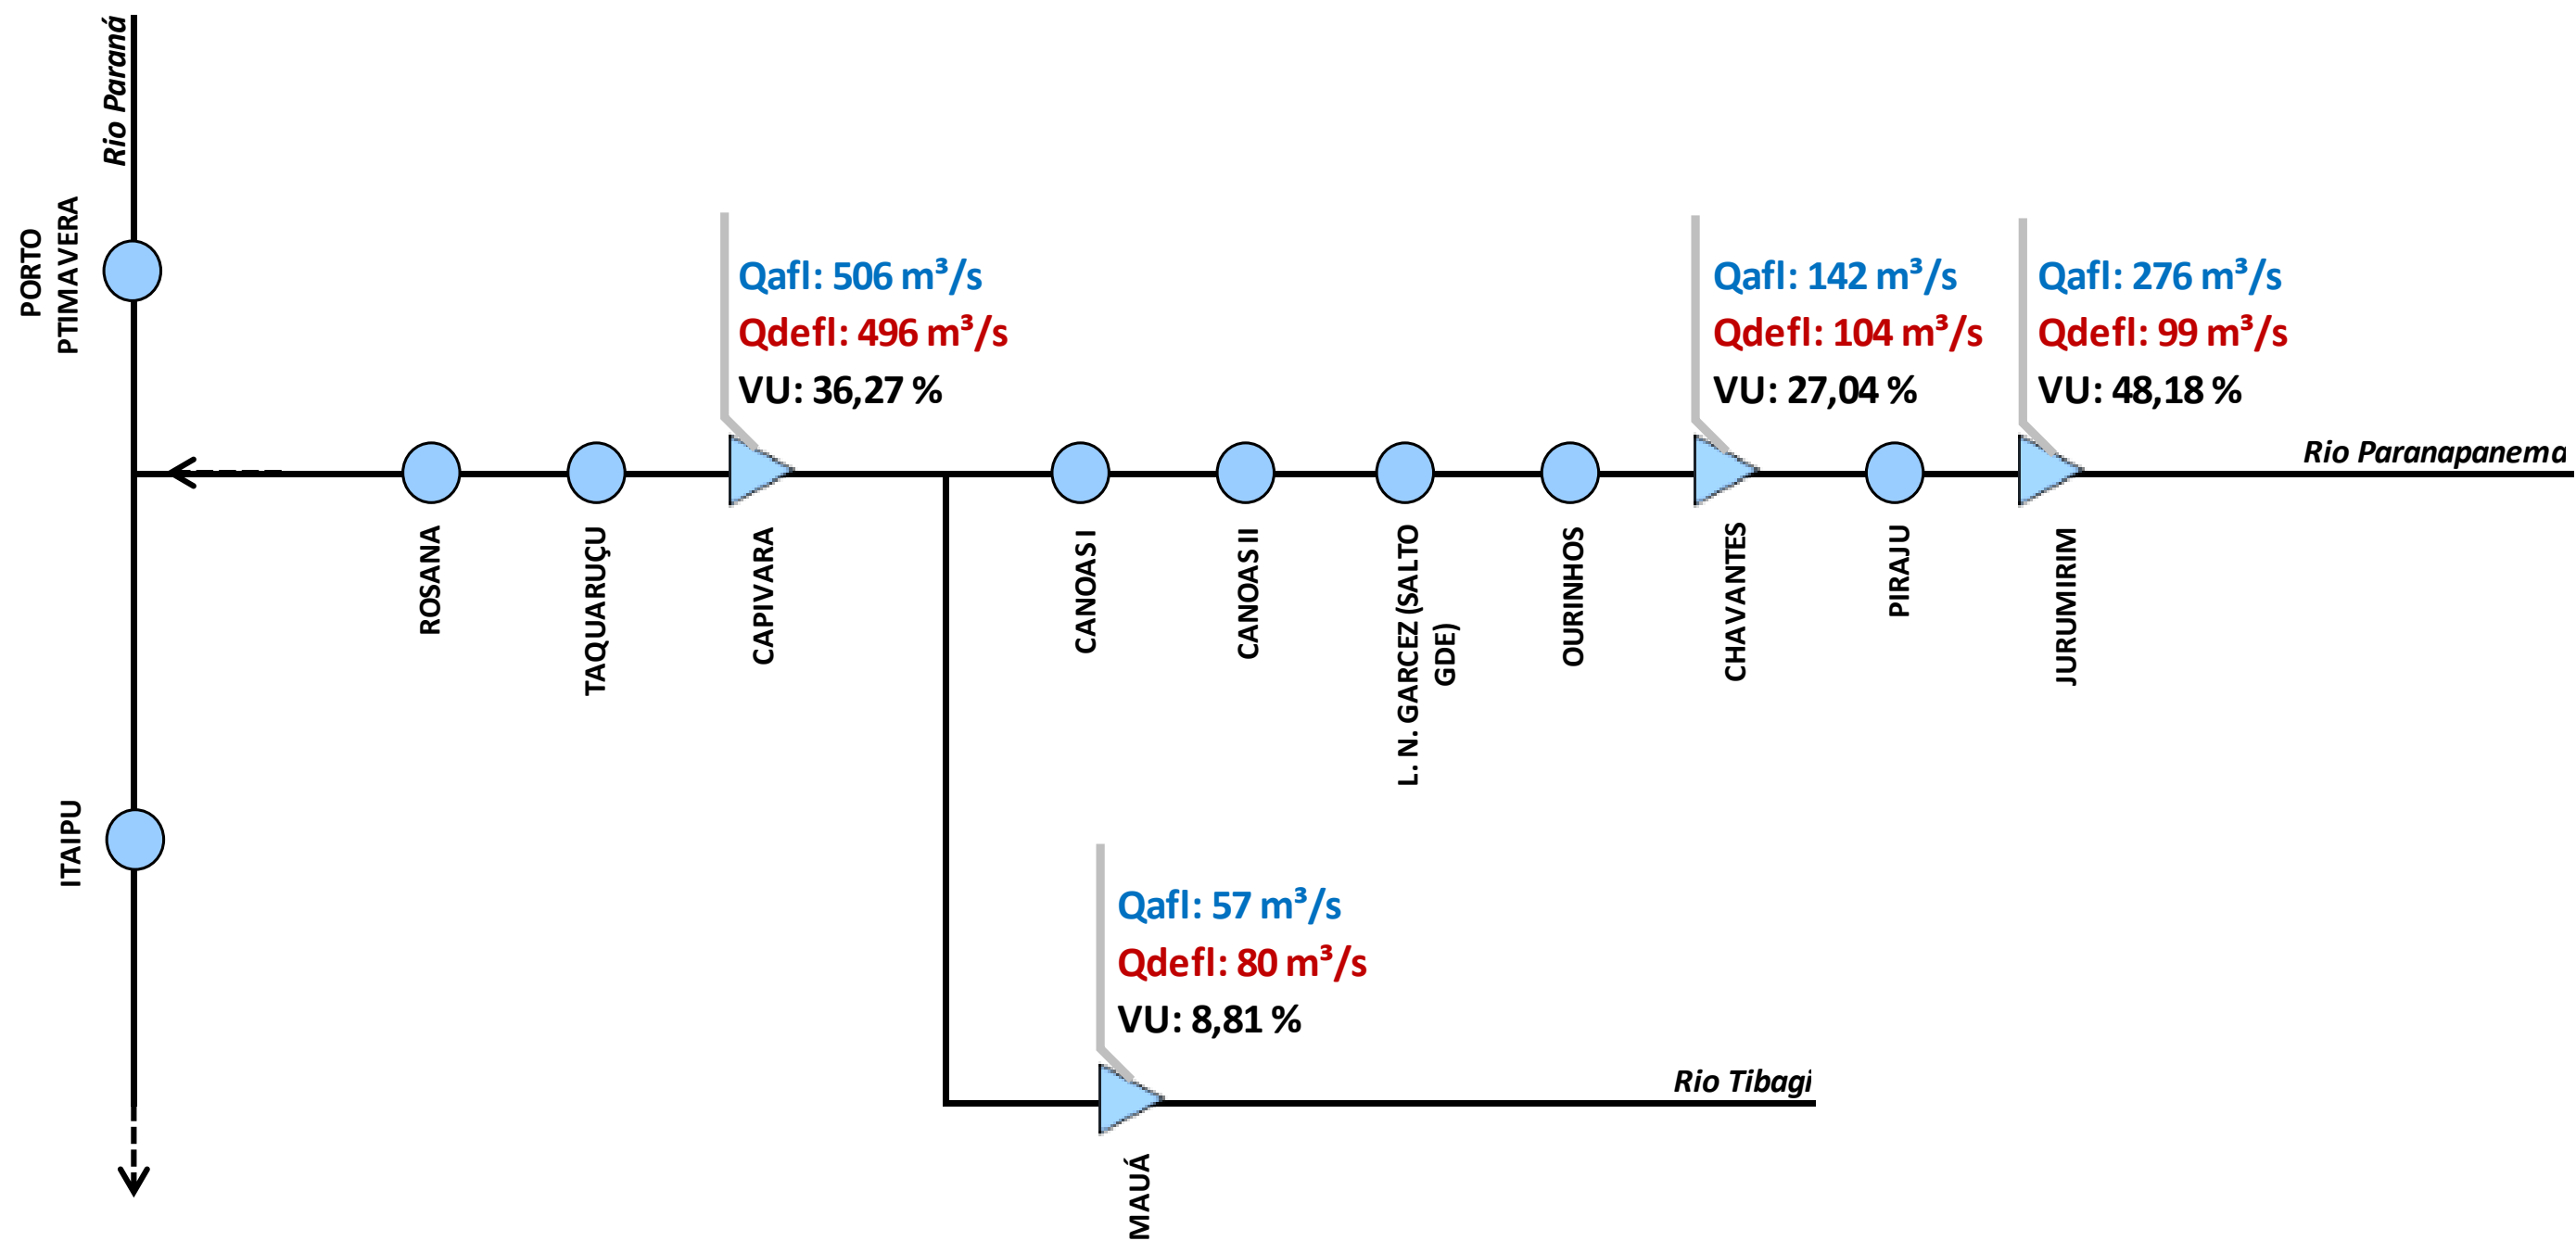 Rio Paraná
PORTO
PTIMAVERA
Qafl: 506 m³/s
Qdefl: 496 m³/s
VU: 36,27 %
Qafl: 142 m³/s
Qdefl: 104 m³/s
VU: 27,04 %
Qafl: 276 m³/s
Qdefl: 99 m³/s
VU: 48,18 %
Rio Paranapanema
ROSANA
TAQUARUÇU
CAPIVARA
CANOAS I
CANOAS II
L. N. GARCEZ (SALTO
GDE)
OURINHOS
CHAVANTES
PIRAJU
JURUMIRIM
ITAIPU
Qafl: 57 m³/s
Qdefl: 80 m³/s
VU: 8,81 %
Rio Tibagi
MAUÁ